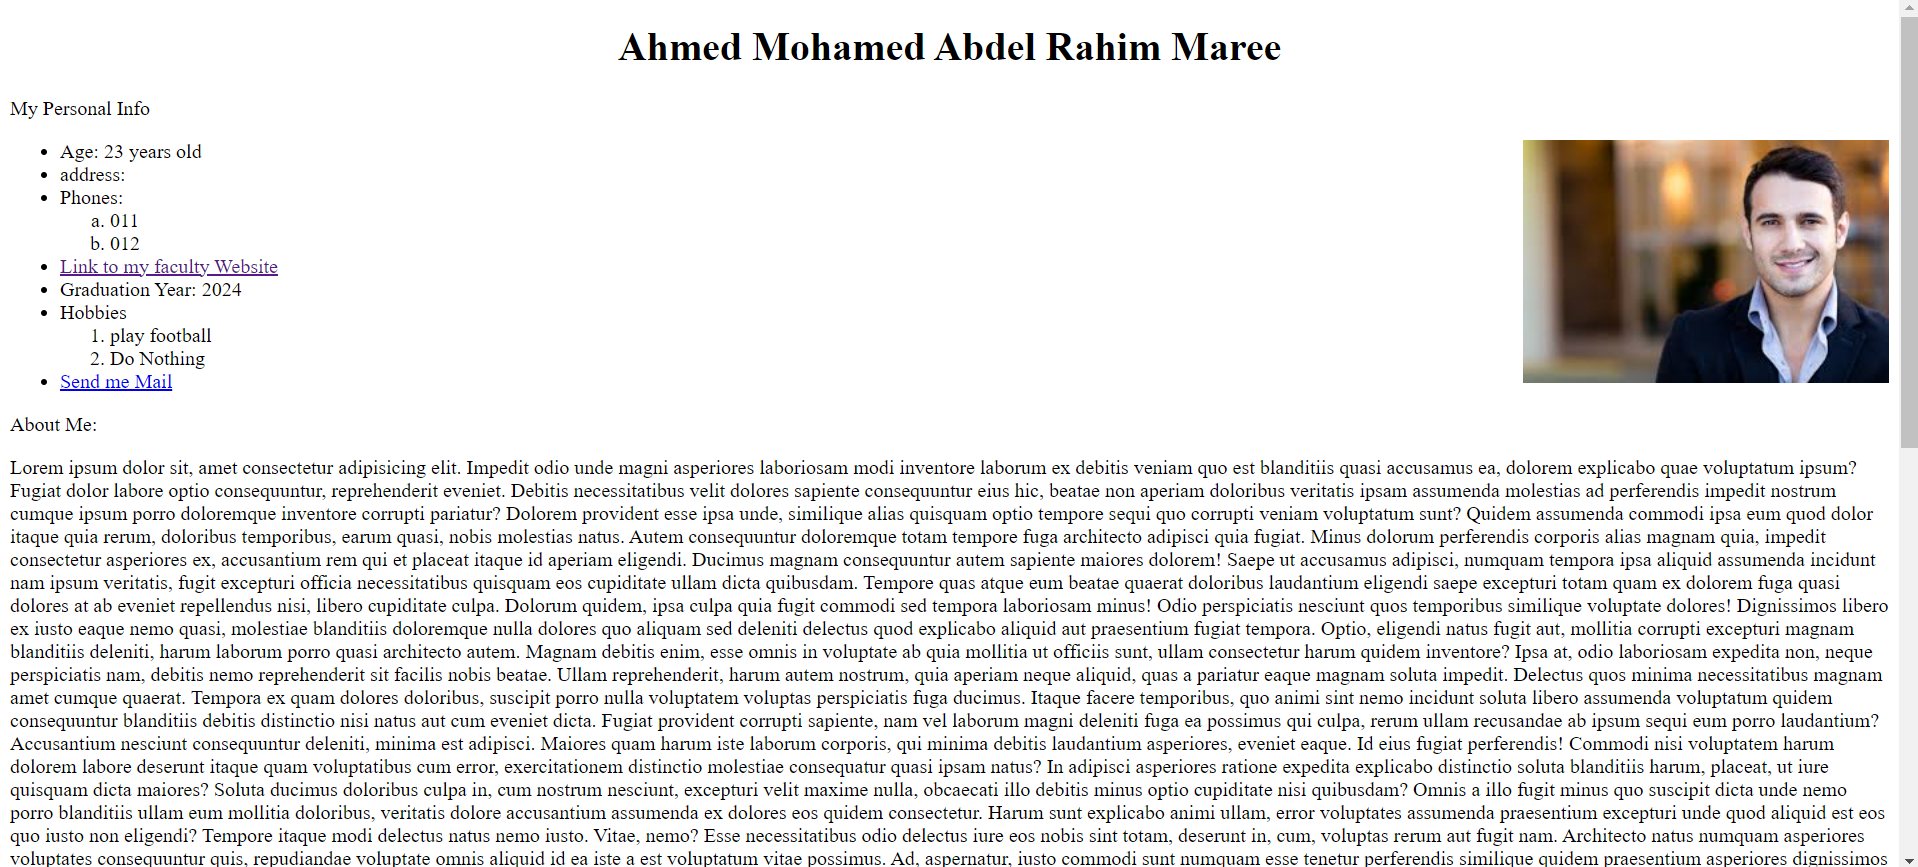 Ahmed Mohamed Abdel Rahim Maree
My Personal Info
• Age: 23 years old
• address:
• Phones:
a. 011
b. 012
• Link to my faculty Website
• Graduation Year: 2024
• Hobbies
1. play football
2. Do Nothing
• Send me Mail
About Me:
Lorem ipsum dolor sit, amet consectetur adipisicing elit. Impedit odio unde magni asperiores laboriosam modi inventore laborum ex debitis veniam quo est blanditiis quasi accusamus ea, dolorem explicabo quae voluptatum ipsum?
Fugiat dolor labore optio consequuntur, reprehenderit eveniet. Debitis necessitatibus velit dolores sapiente consequuntur eius hic, beatae non aperiam doloribus veritatis ipsam assumenda molestias ad perferendis impedit nostrum
cumque ipsum porro doloremque inventore corrupti pariatur? Dolorem provident esse ipsa unde, similique alias quisquam optio tempore sequi quo corrupti veniam voluptatum sunt? Quidem assumenda commodi ipsa eum quod dolor
itaque quia rerum, doloribus temporibus, earum quasi, nobis molestias natus. Autem consequuntur doloremque totam tempore fuga architecto adipisci quia fugiat. Minus dolorum perferendis corporis alias magnam quia, impedit
consectetur asperiores ex, accusantium rem qui et placeat itaque id aperiam eligendi. Ducimus magnam consequuntur autem sapiente maiores dolorem! Saepe ut accusamus adipisci, numquam tempora ipsa aliquid assumenda incidunt
nam ipsum veritatis, fugit excepturi officia necessitatibus quisquam eos cupiditate ullam dicta quibusdam. Tempore quas atque eum beatae quaerat doloribus laudantium eligendi saepe excepturi totam quam ex dolorem fuga quasi
dolores at ab eveniet repellendus nisi, libero cupiditate culpa. Dolorum quidem, ipsa culpa quia fugit commodi sed tempora laboriosam minus! Odio perspiciatis nesciunt quos temporibus similique voluptate dolores! Dignissimos libero
ex iusto eaque nemo quasi, molestiae blanditiis doloremque nulla dolores quo aliquam sed deleniti delectus quod explicabo aliquid aut praesentium fugiat tempora. Optio, eligendi natus fugit aut, mollitia corrupti excepturi magnam
blanditiis deleniti, harum laborum porro quasi architecto autem. Magnam debitis enim, esse omnis in voluptate ab quia mollitia ut officiis sunt, ullam consectetur harum quidem inventore? Ipsa at, odio laboriosam expedita non, neque
perspiciatis nam, debitis nemo reprehenderit sit facilis nobis beatae. Ullam reprehenderit, harum autem nostrum, quia aperiam neque aliquid, quas a pariatur eaque magnam soluta impedit. Delectus quos minima necessitatibus magnam
amet cumque quaerat. Tempora ex quam dolores doloribus, suscipit porro nulla voluptatem voluptas perspiciatis fuga ducimus. Itaque facere temporibus, quo animi sint nemo incidunt soluta libero assumenda voluptatum quidem
consequuntur blanditiis debitis distinctio nisi natus aut cum eveniet dicta. Fugiat provident corrupti sapiente, nam vel laborum magni deleniti fuga ea possimus qui culpa, rerum ullam recusandae ab ipsum sequi eum porro laudantium?
Accusantium nesciunt consequuntur deleniti, minima est adipisci. Maiores quam harum iste laborum corporis, qui minima debitis laudantium asperiores, eveniet eaque. Id eius fugiat perferendis! Commodi nisi voluptatem harum
dolorem labore deserunt itaque quam voluptatibus cum error, exercitationem distinctio molestiae consequatur quasi ipsam natus? In adipisci asperiores ratione expedita explicabo distinctio soluta blanditiis harum, placeat, ut iure
quisquam dicta maiores? Soluta ducimus doloribus culpa in, cum nostrum nesciunt, excepturi velit maxime nulla, obcaecati illo debitis minus optio cupiditate nisi quibusdam? Omnis a illo fugit minus quo suscipit dicta unde nemo
porro blanditiis ullam eum mollitia doloribus, veritatis dolore accusantium assumenda ex dolores eos quidem consectetur. Harum sunt explicabo animi ullam, error voluptates assumenda praesentium excepturi unde quod aliquid est eos
quo iusto non eligendi? Tempore itaque modi delectus natus nemo iusto. Vitae, nemo? Esse necessitatibus odio delectus iure eos nobis sint totam, deserunt in, cum, voluptas rerum aut fugit nam. Architecto natus numquam asperiores
voluptates consequuntur quis, repudiandae voluptate omnis aliquid id ea iste a est voluptatum vitae possimus. Ad, aspernatur, iusto commodi sunt numquam esse tenetur perferendis similique quidem praesentium asperiores dignissimos